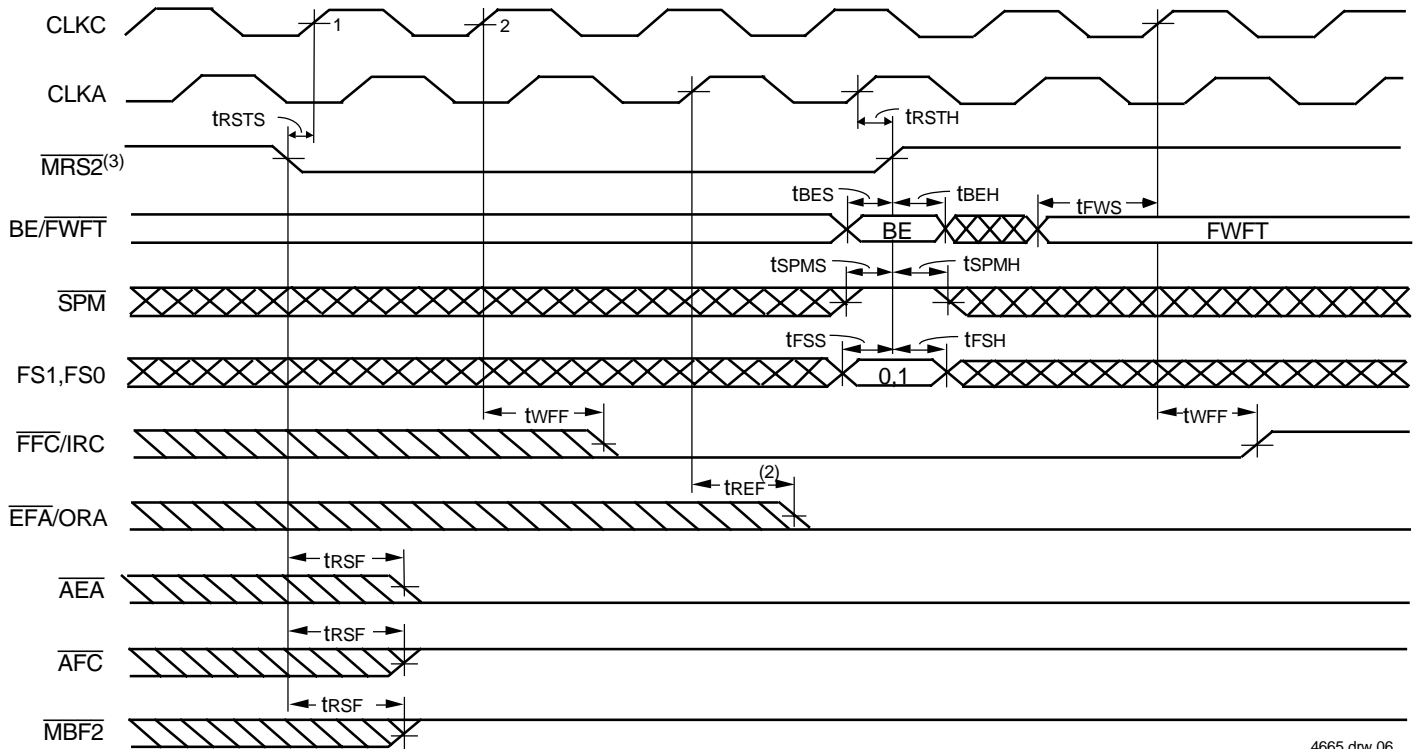 CLKC
1
2
CLKA
tRSTS
tRSTH
MRS2(3)
tBES
tBEH
tFWS
BE/FWFT
BE
FWFT
tSPMS
tSPMH
SPM
tFSS
tFSH
FS1,FS0
0,1
tWFF
tWFF
FFC/IRC
tREF(2)
EFA/ORA
tRSF
AEA
tRSF
AFC
tRSF
MBF2
4665 drw 06